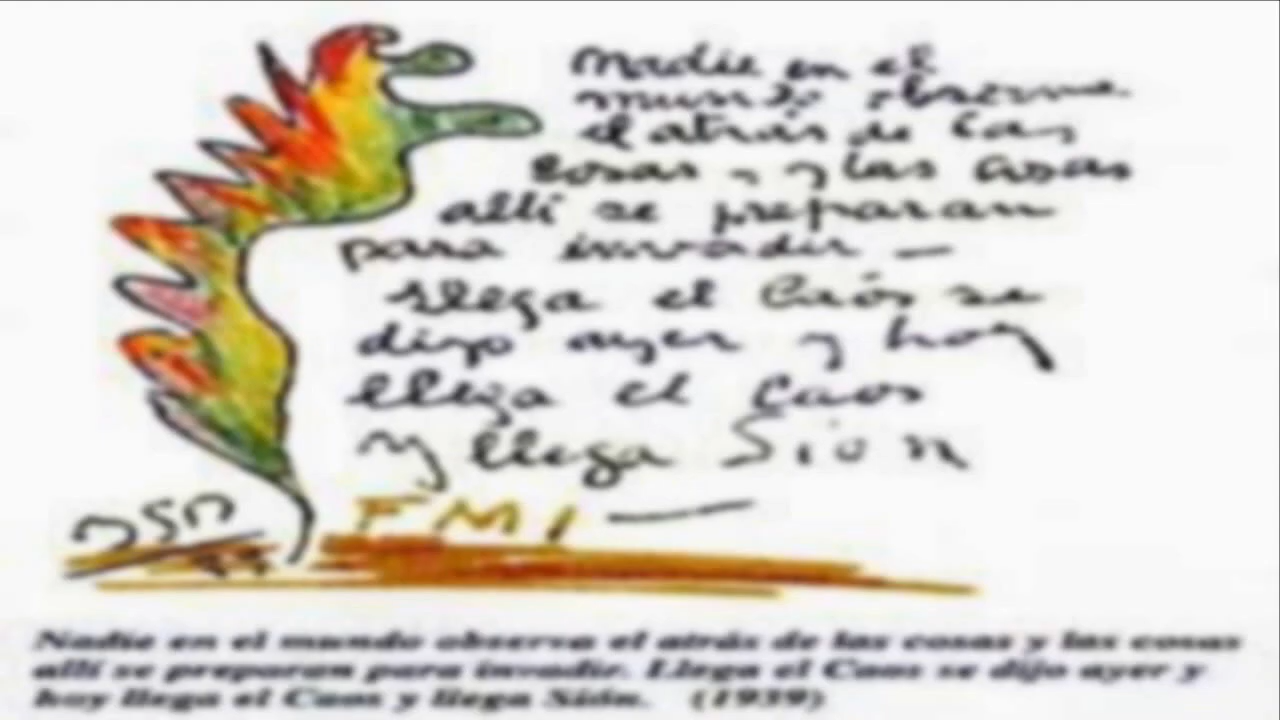 Nadie en el
mundo observa
el atrás de las
cosas - y las cosas
allí se preparan
para invadir -
llega el Caós se
dijo ayer y hoy
llega el Caos
y llega Sión
FMI -
Nadie en el mundo observa el atrás de las cosas y las cosas
allí se preparan para invadir. Llega el Caos se dijo ayer y
hoy llega el Caos y llega Sión. (1939)